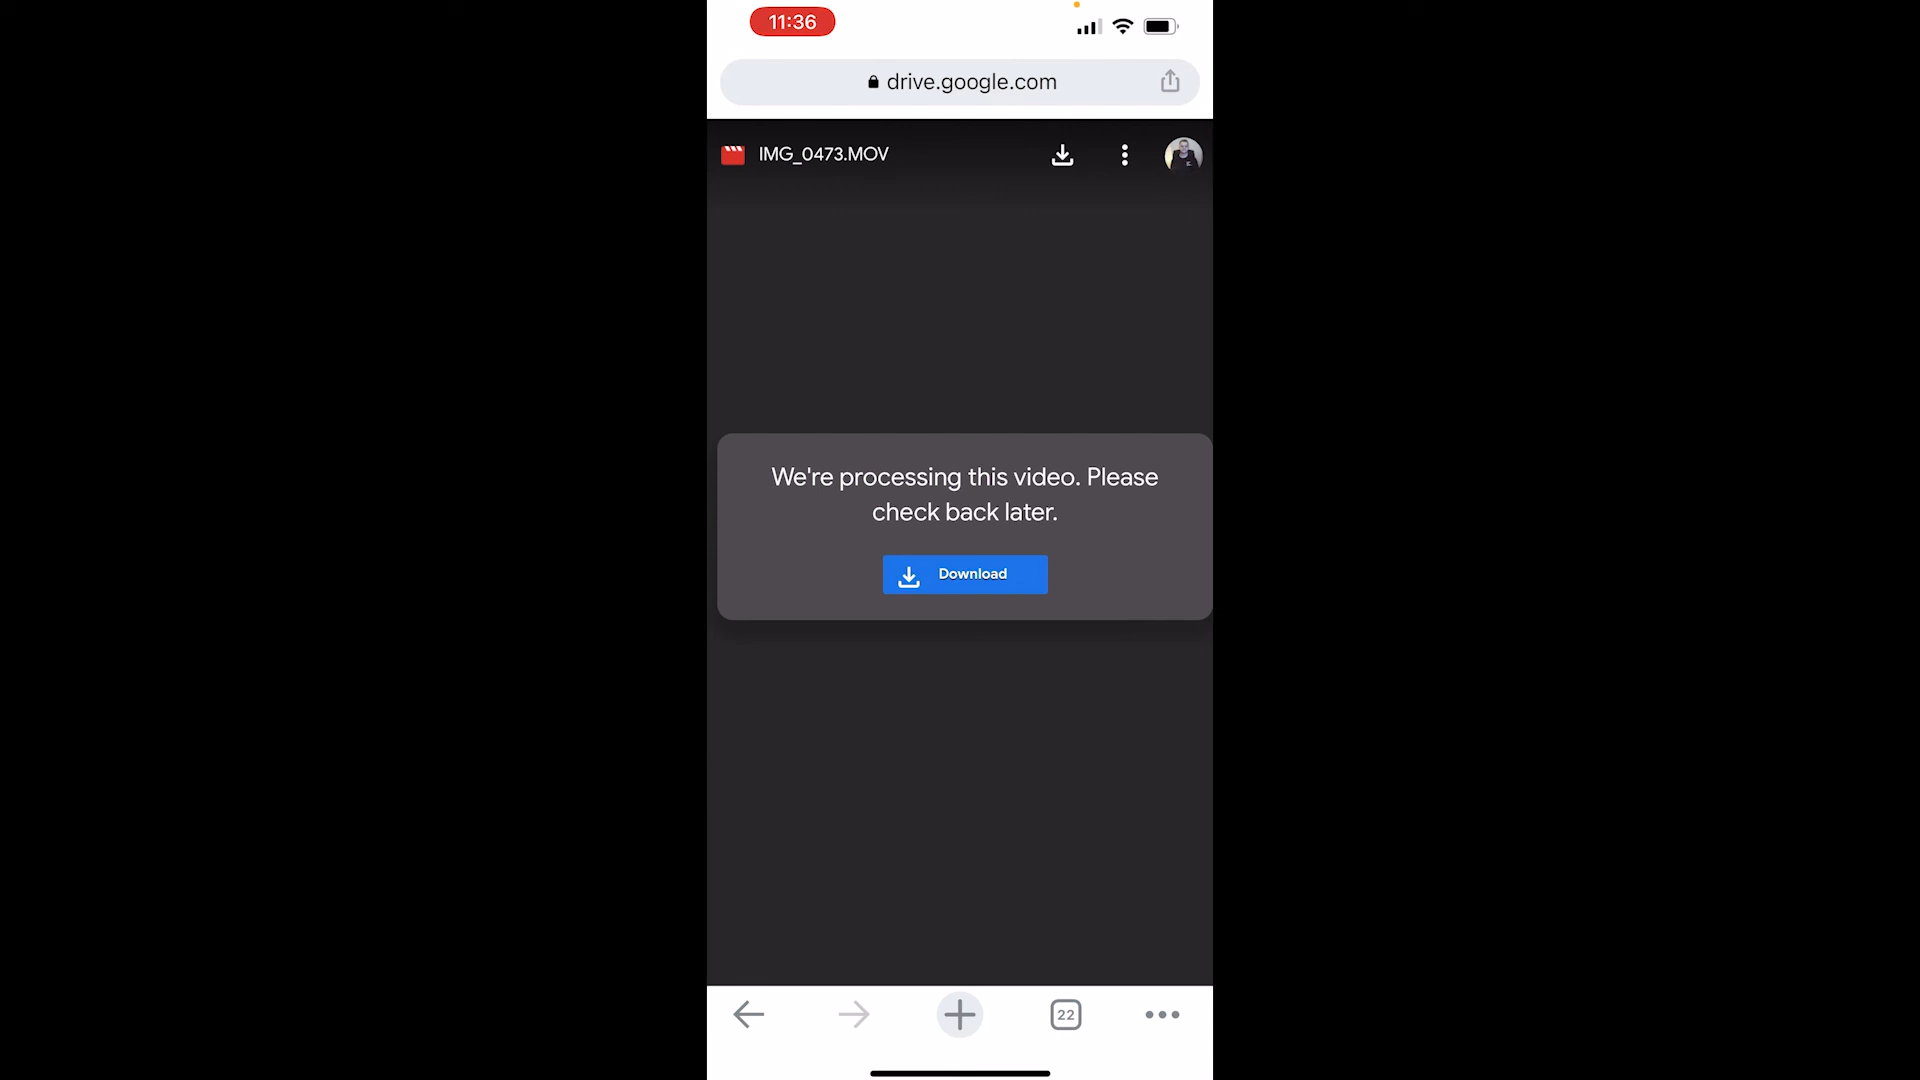 11:36
drive.google.com
IMG_0473.MOV
We're processing this video. Please
check back later.
Download
22